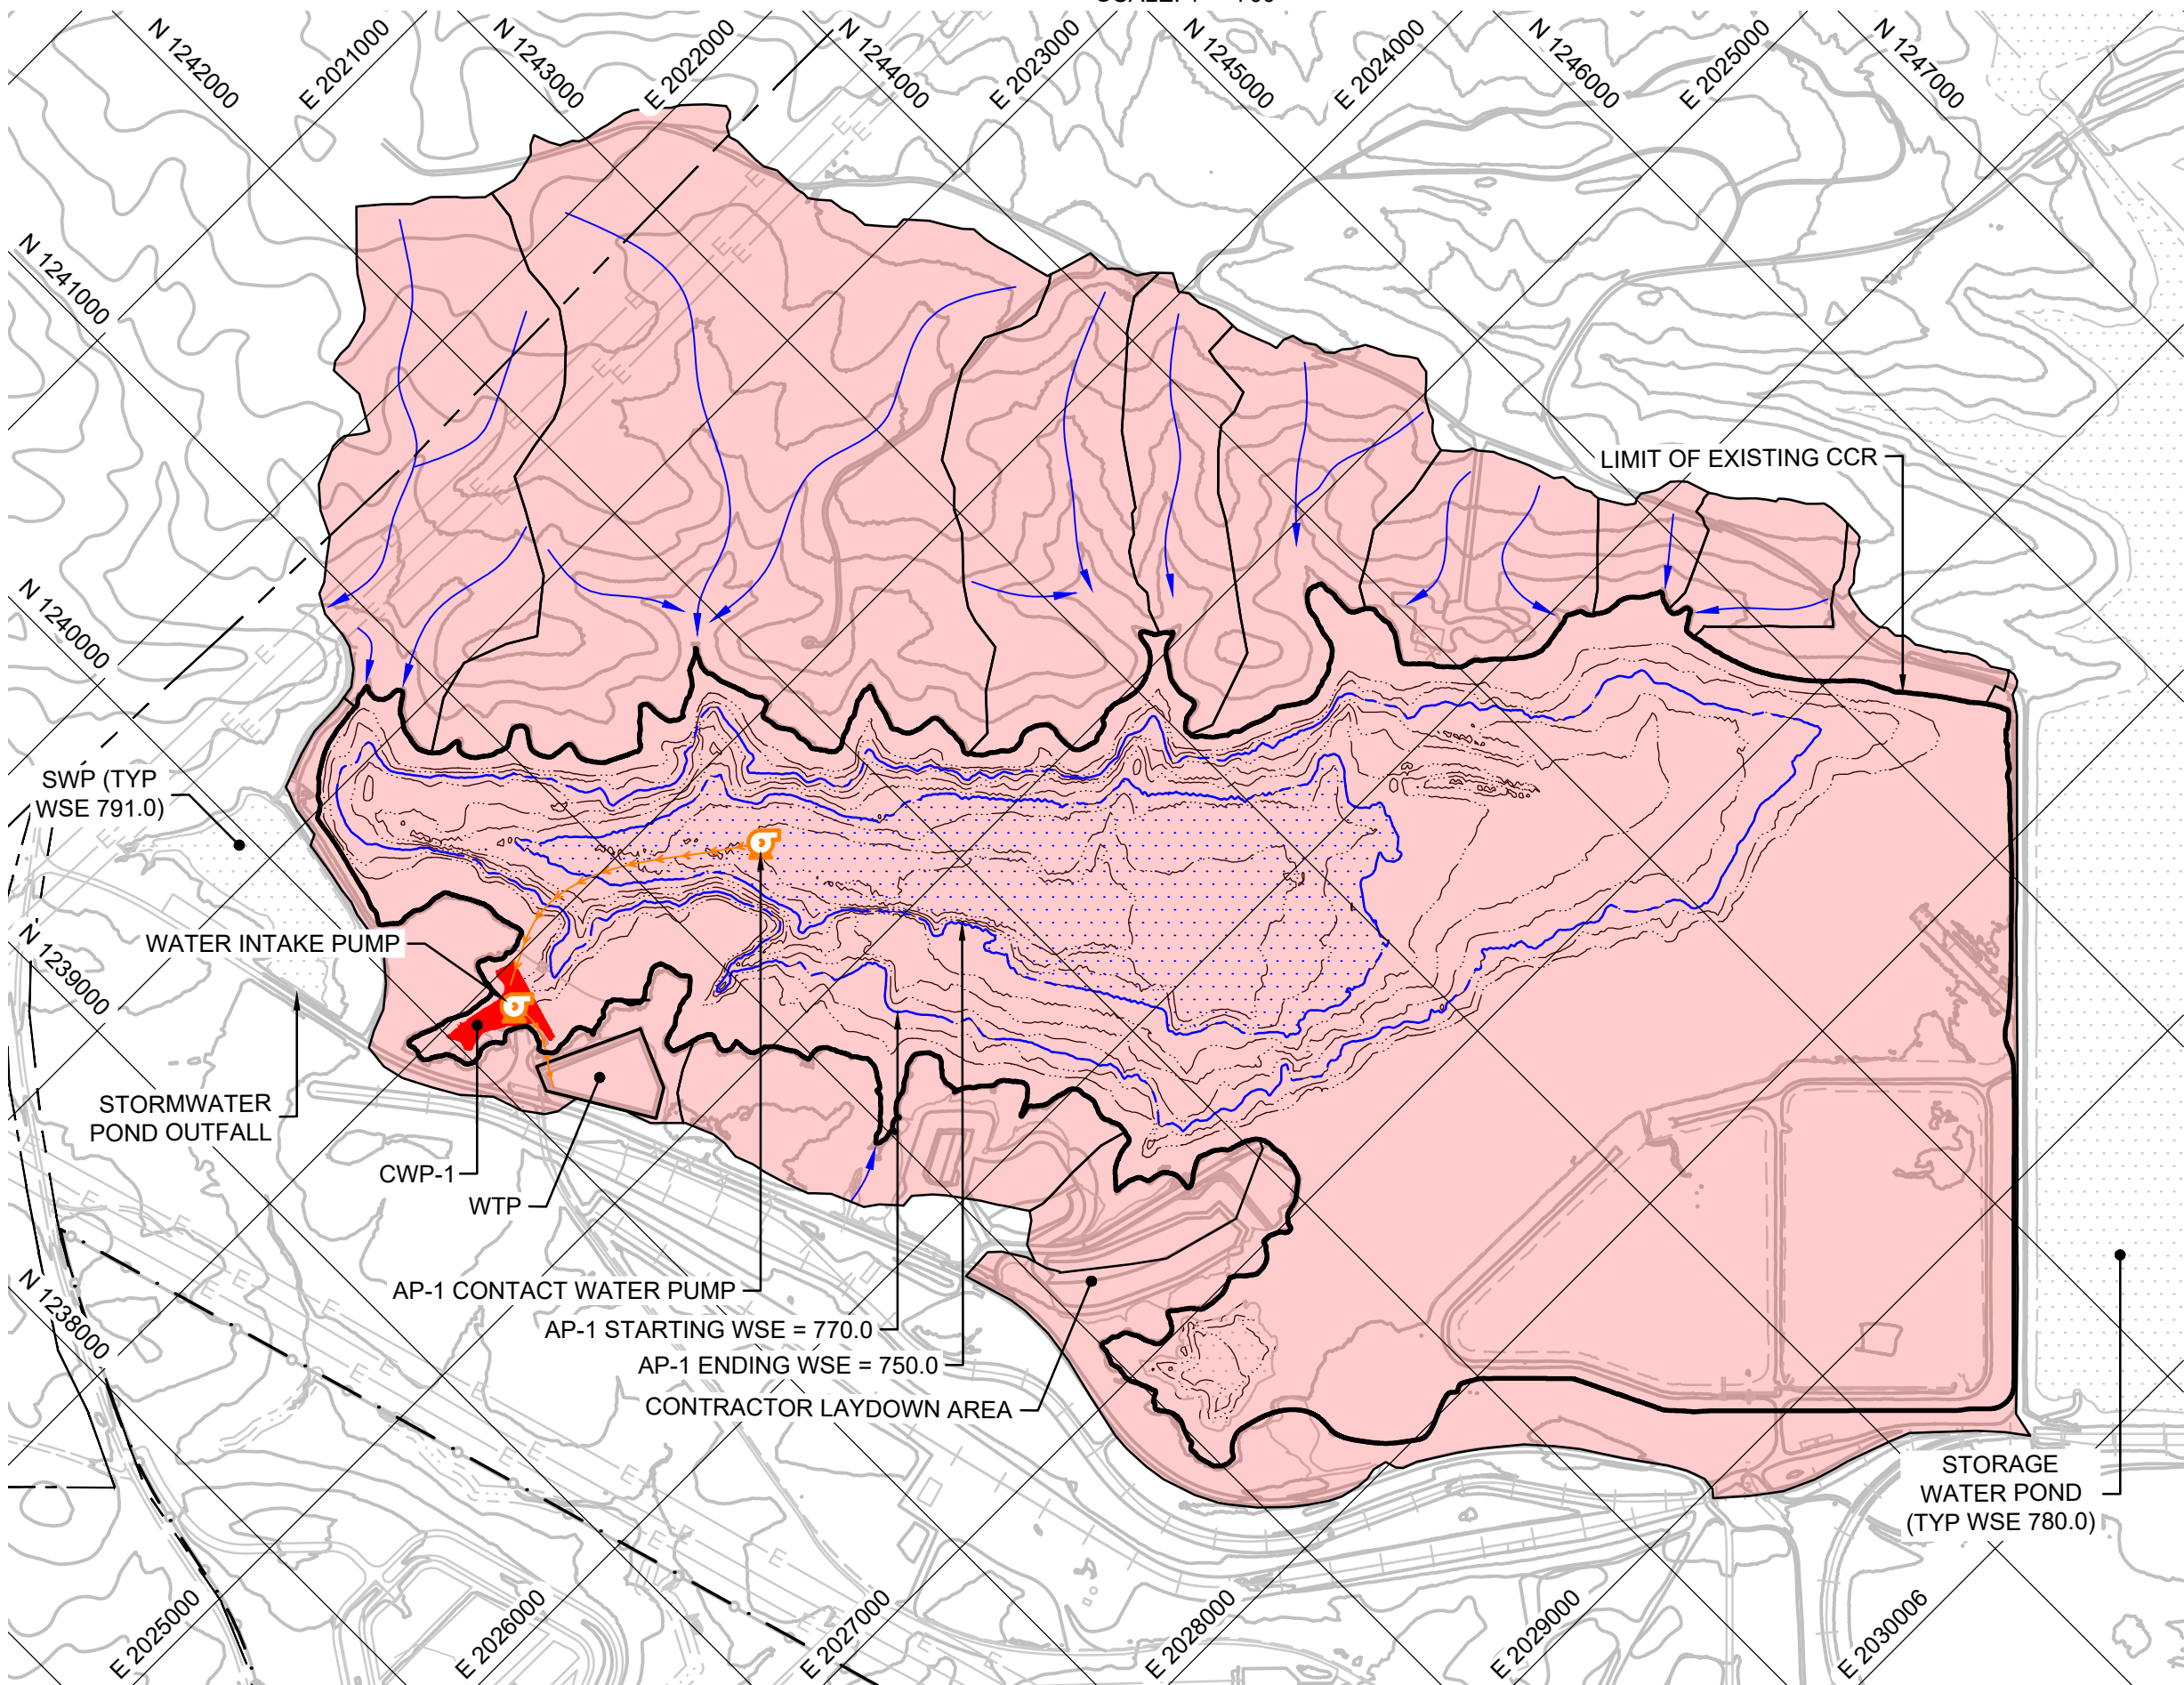 N 1242000
E 2021000
N 1243000
E 2022000
N 1244000
E 2023000
N 1245000
E 2024000
N 1246000
E 2025000
N 1247000
N 1241000
LIMIT OF EXISTING CCR
N 1240000
SWP (TYP
WSE 791.0)
WATER INTAKE PUMP
N 1239000
STORMWATER
POND OUTFALL
CWP-1
WTP
AP-1 CONTACT WATER PUMP
AP-1 STARTING WSE = 770.0
AP-1 ENDING WSE = 750.0
CONTRACTOR LAYDOWN AREA
N 1238000
STORAGE
WATER POND
(TYP WSE 780.0)
E 2025000
E 2026000
E 2027000
E 2028000
E 2029000
E 2030006